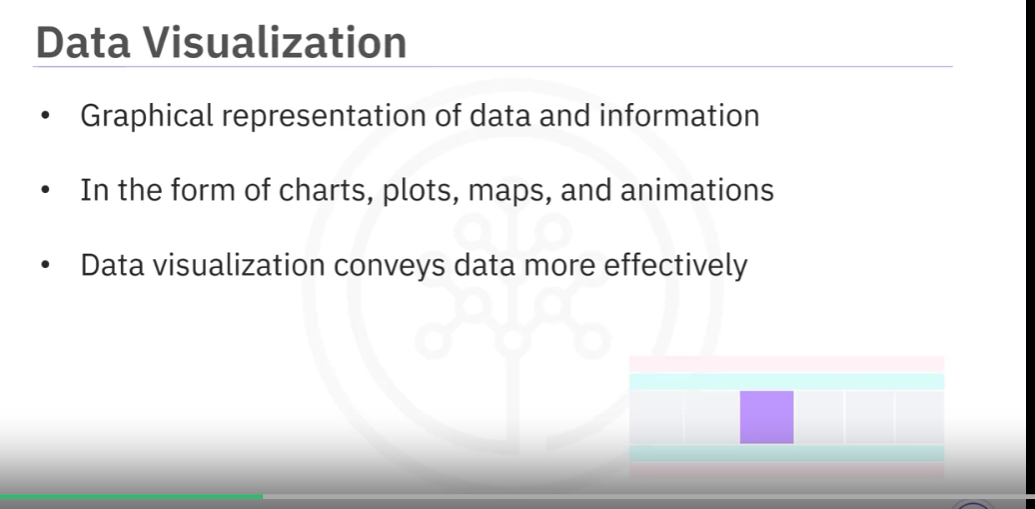 Data Visualization
• Graphical representation of data and information
• In the form of charts, plots, maps, and animations
• Data visualization conveys data more effectively